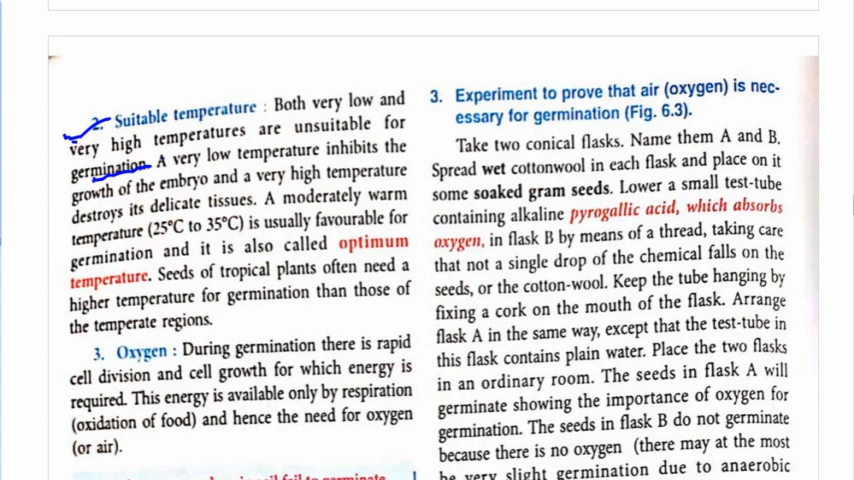 2. Suitable temperature : Both very low and
very high temperatures are unsuitable for
germination. A very low temperature inhibits the
growth of the embryo and a very high temperature
destroys its delicate tissues. A moderately warm
temperature (25°C to 35°C) is usually favourable for
germination and it is also called optimum
temperature. Seeds of tropical plants often need a
higher temperature for germination than those of
the temperate regions.
3. Oxygen : During germination there is rapid
cell division and cell growth for which energy is
required. This energy is available only by respiration
(oxidation of food) and hence the need for oxygen
(or air).
soil fail to germinate
3. Experiment to prove that air (oxygen) is nec-
essary for germination (Fig. 6.3).
Take two conical flasks. Name them A and B.
Spread wet cottonwool in each flask and place on it
some soaked gram seeds. Lower a small test-tube
containing alkaline pyrogallic acid, which absorbs
oxygen, in flask B by means of a thread, taking care
that not a single drop of the chemical falls on the
seeds, or the cotton-wool. Keep the tube hanging by
fixing a cork on the mouth of the flask. Arrange
flask A in the same way, except that the test-tube in
this flask contains plain water. Place the two flasks
in an ordinary room. The seeds in flask A will
germinate showing the importance of oxygen for
germination. The seeds in flask B do not germinate
because there is no oxygen (there may at the most
be very slight germination due to anaerobic